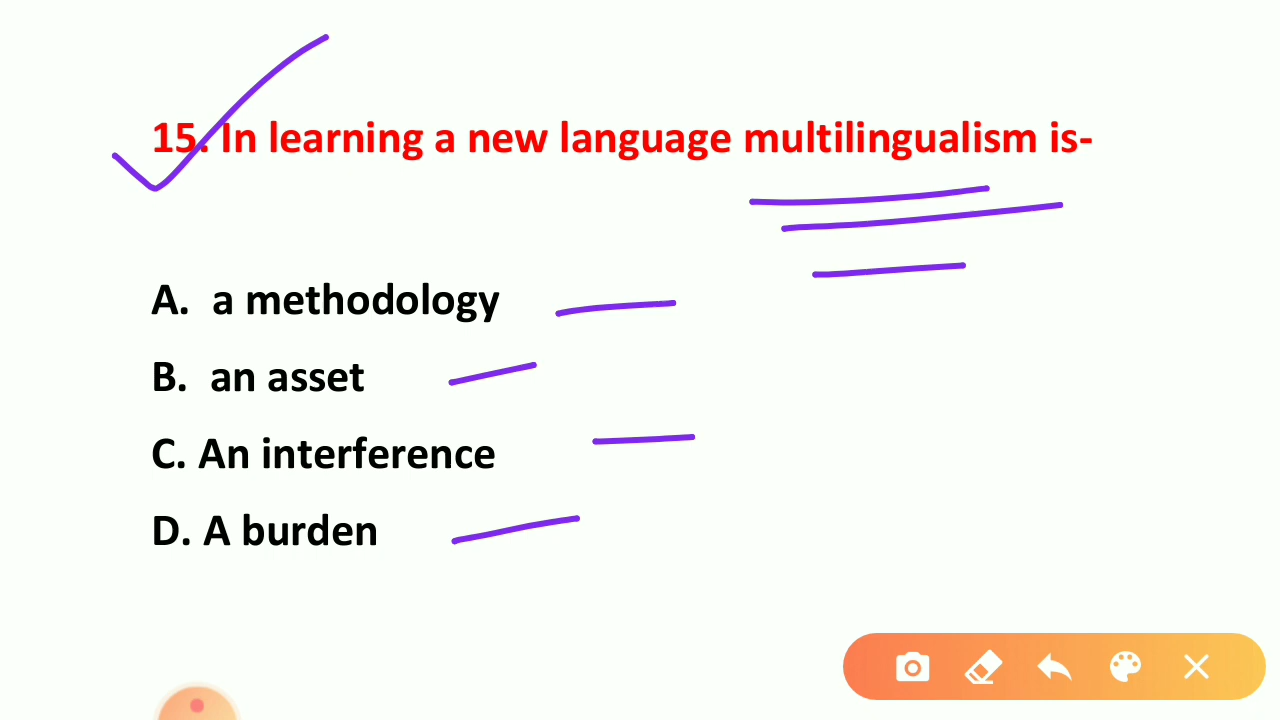 15. In learning a new language multilingualism is-
A. a methodology
B. an asset
C. An interference
D. A burden